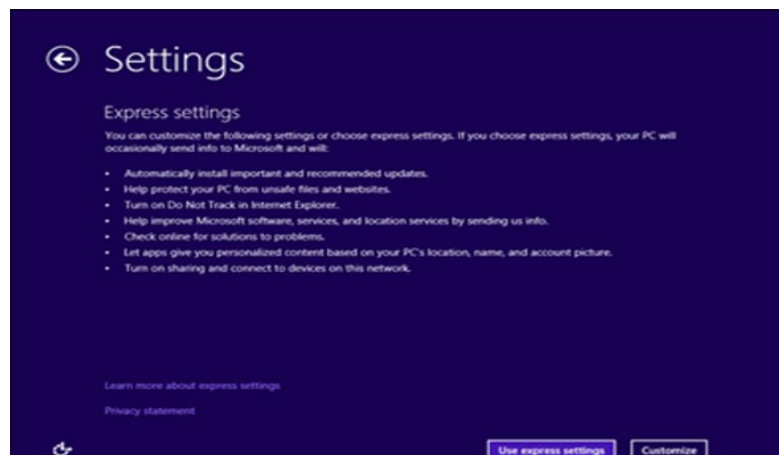 Settings
Express settings
You can customize the following settings or choose express settings. If you choose express settings, your PC will
occasionally send info to Microsoft and will:
• Automatically install important and recommended updates.
• Help protect your PC from unsafe files and websites.
• Turn on Do Not Track in Internet Explorer.
• Help improve Microsoft software, services, and location services by sending us info.
• Check online for solutions to problems.
• Let apps give you personalized content based on your PC's location, name, and account picture.
• Turn on sharing and connect to devices on this network.
Learn more about express settings
Privacy statement
Use express settings Customize